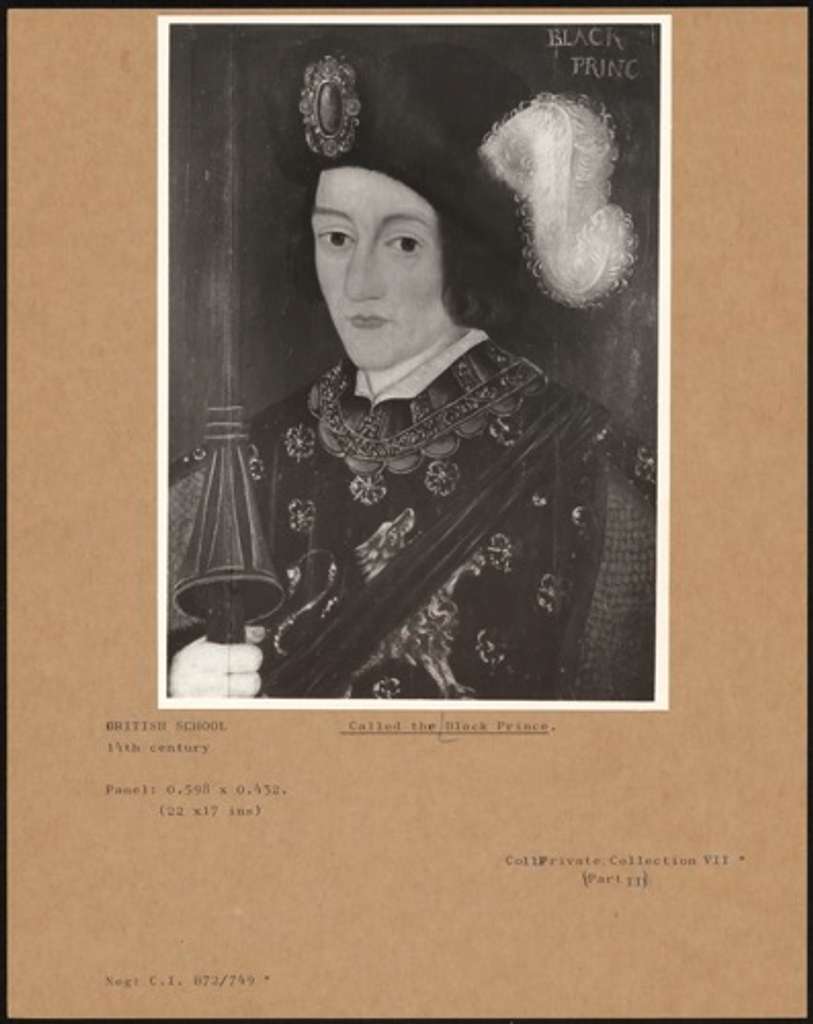 BLACK
PRINC
BRITISH SCHOOL
Called the Black Prince.
14th century
Panel: 0.598 x 0.432.
(22 x17 ins)
Coll Private Collection VII *
(Part II)
Neg: C.I. 872/749 *